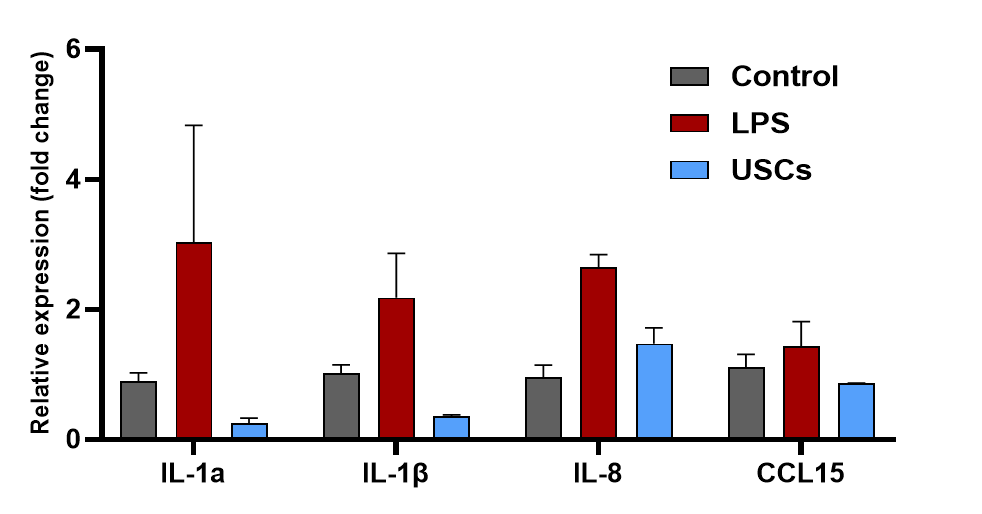 Relative expression (fold change)
6
4
2
0
Control
LPS
USCs
IL-1a
IL-1β
IL-8
CCL15